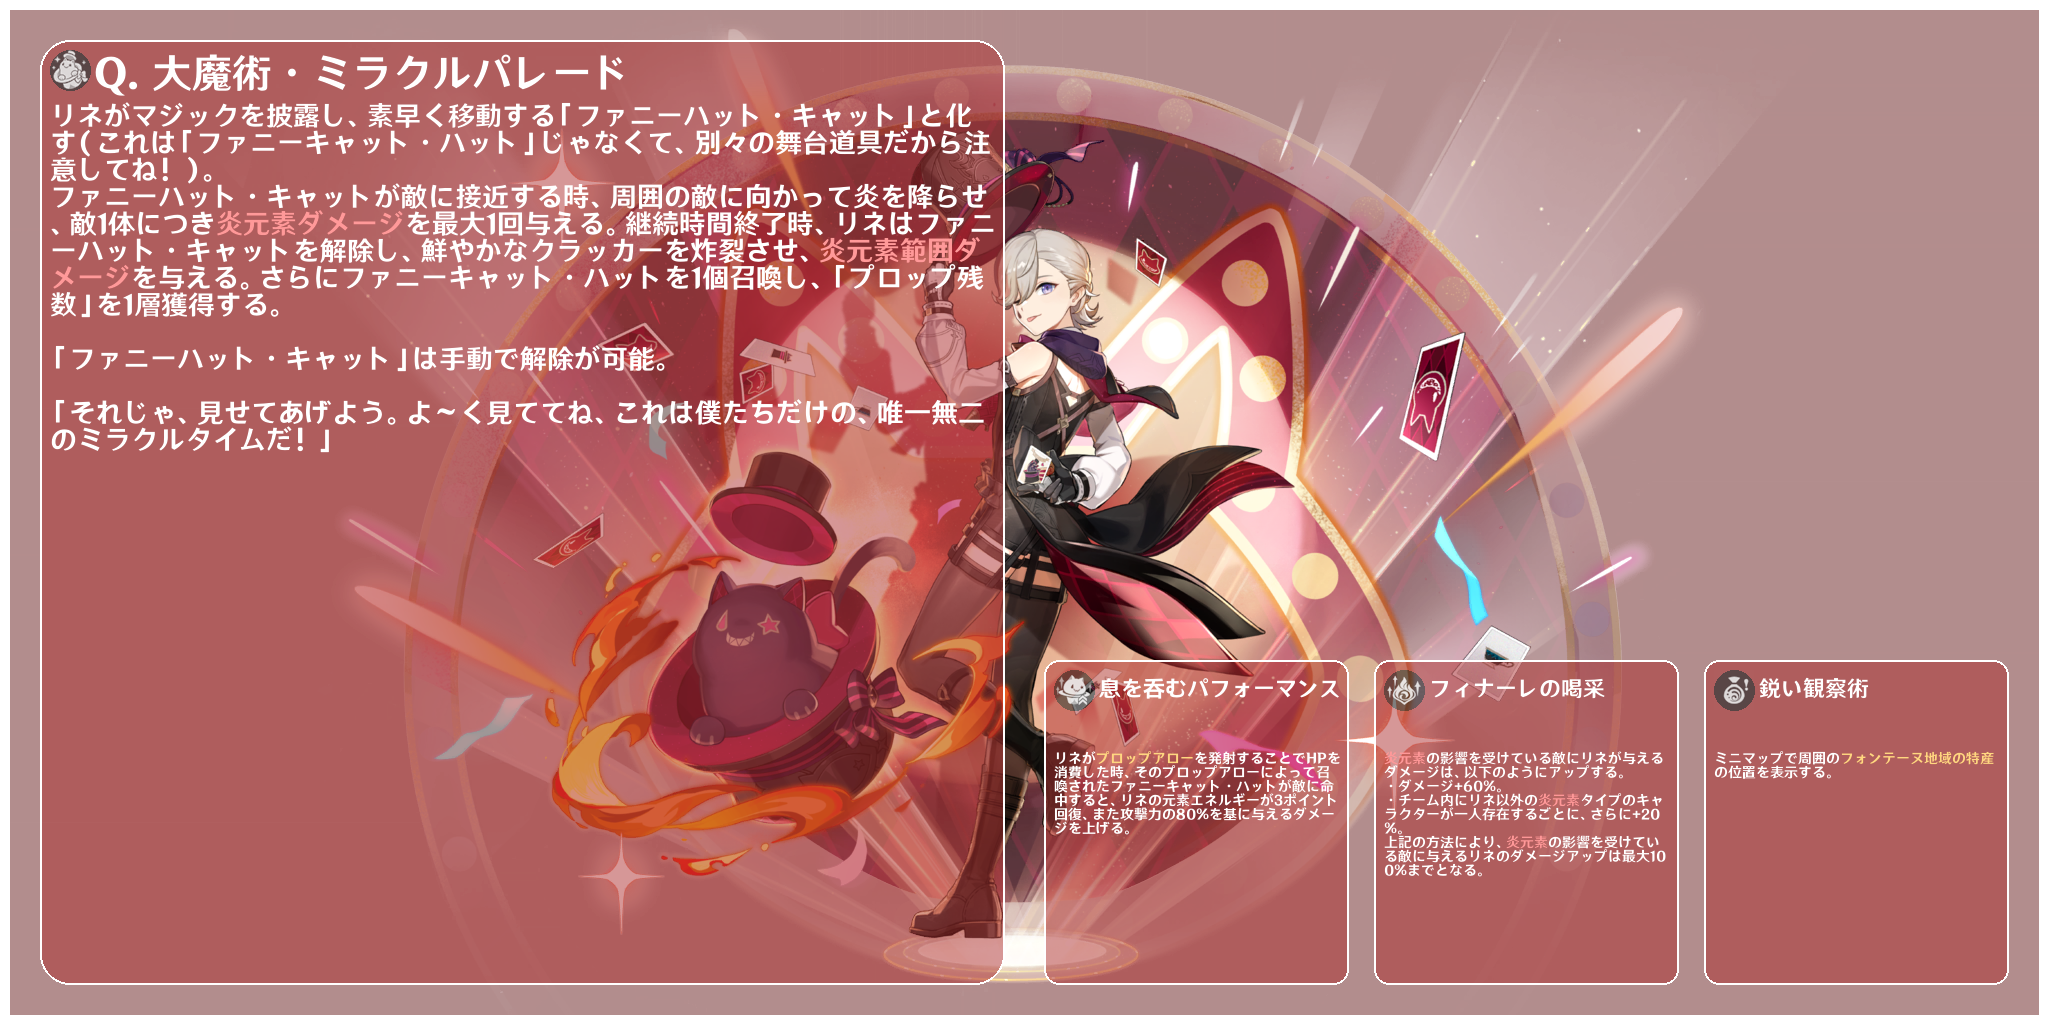 Q. 大魔術・ミラクルパレード
リネがマジックを披露し、素早く移動する「ファニーハット・キャット」と化
す(これは「ファニーキャット・ハット」じゃなくて、別々の舞台道具だから注
意してね！)。
ファニーハット・キャットが敵に接近する時、周囲の敵に向かって炎を降らせ
、敵1体につき炎元素ダメージを最大1回与える。継続時間終了時、リネはファニ
ーハット・キャットを解除し、鮮やかなクラッカーを炸裂させ、炎元素範囲ダ
メージを与える。さらにファニーキャット・ハットを1個召喚し、「プロップ残
数」を1層獲得する。
「ファニーハット・キャット」は手動で解除が可能。
「それじゃ、見せてあげよう。よ～く見ててね、これは僕たちだけの、唯一無二
のミラクルタイムだ！」
息を呑むパフォーマンス
リネがプロップアローを発射することでHPを
消費した時、そのプロップアローによって召
喚されたファニーキャット・ハットが敵に命
中すると、リネの元素エネルギーが3ポイント
回復、また攻撃力の80%を基に与えるダメー
ジを上げる。
フィナーレの喝采
炎元素の影響を受けている敵にリネが与える
ダメージは、以下のようにアップする。
・ダメージ+60%。
・チーム内にリネ以外の炎元素タイプのキャ
ラクターが一人存在するごとに、さらに+20
%。
上記の方法により、炎元素の影響を受けてい
る敵に与えるリネのダメージアップは最大10
0%までとなる。
鋭い観察術
ミニマップで周囲のフォンテーヌ地域の特産
の位置を表示する。